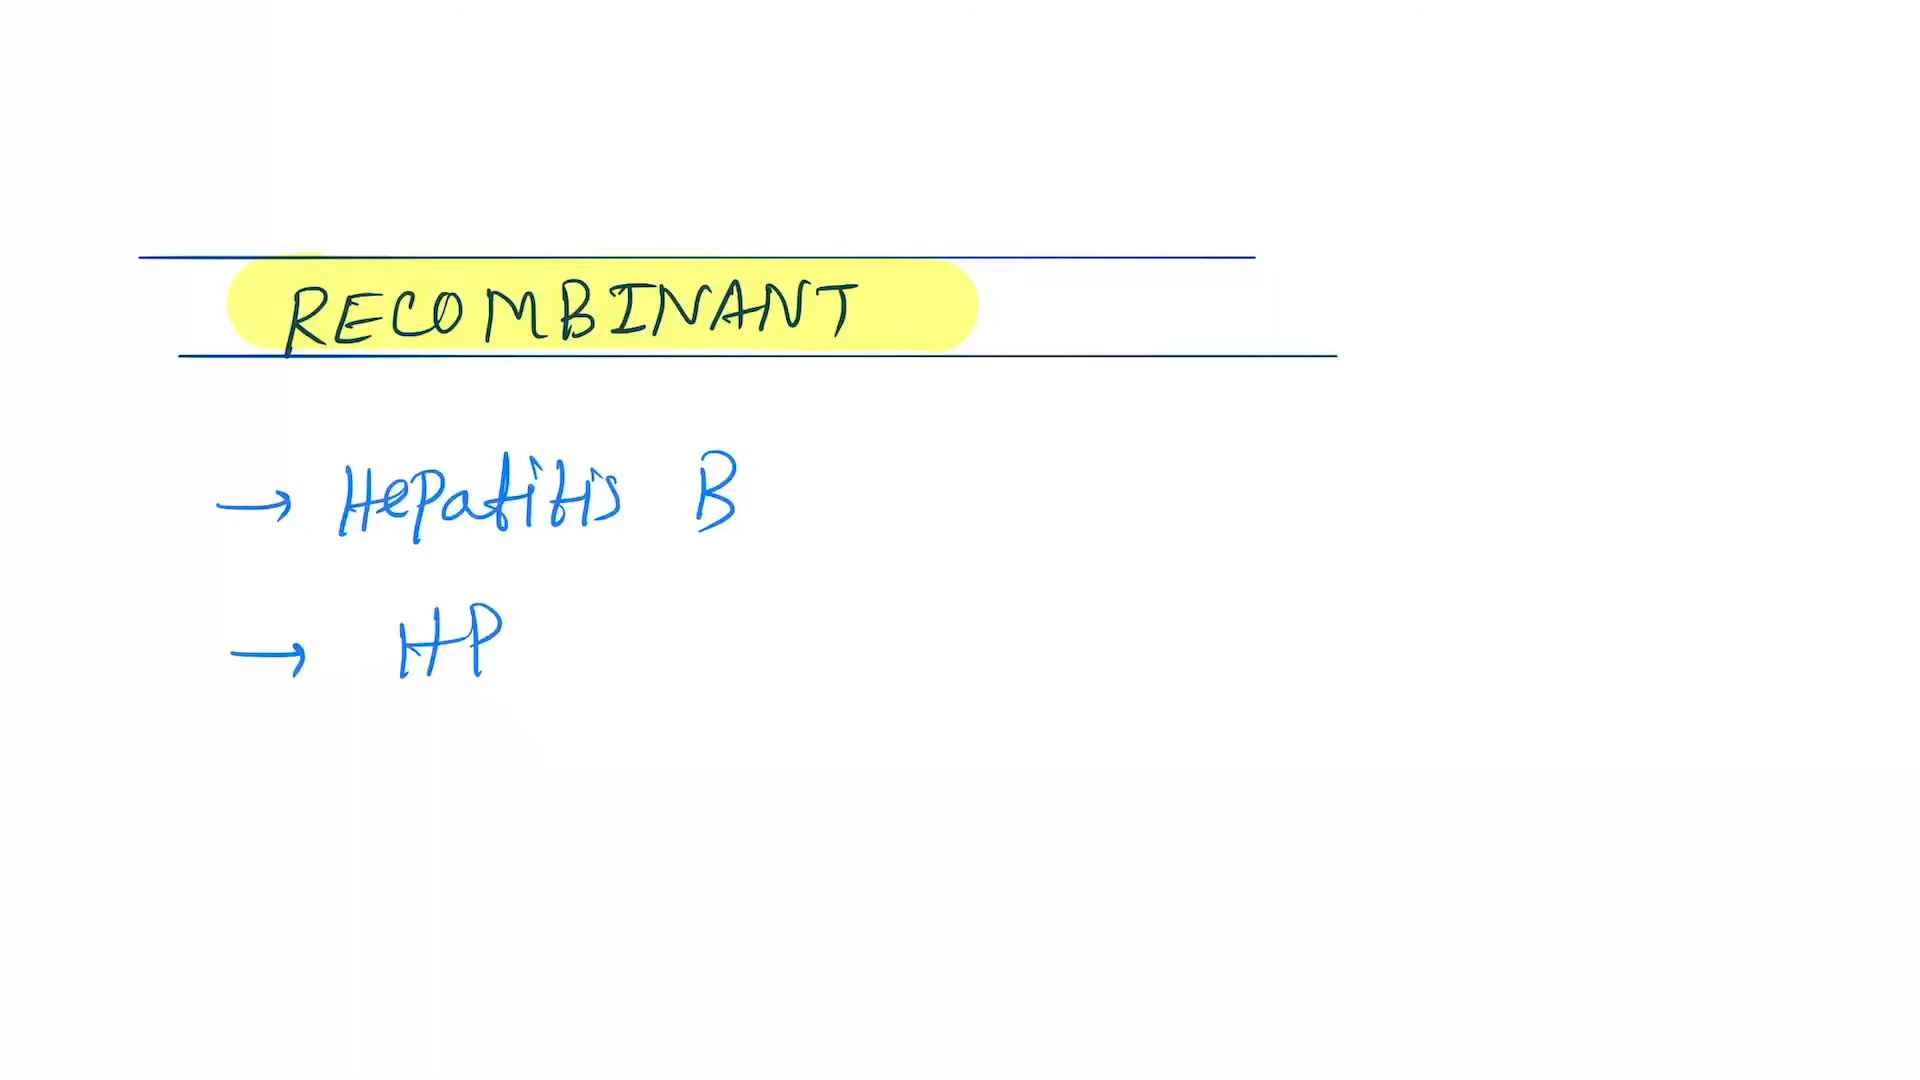 RECOMBINANT
→ Hepatitis B
→ HP